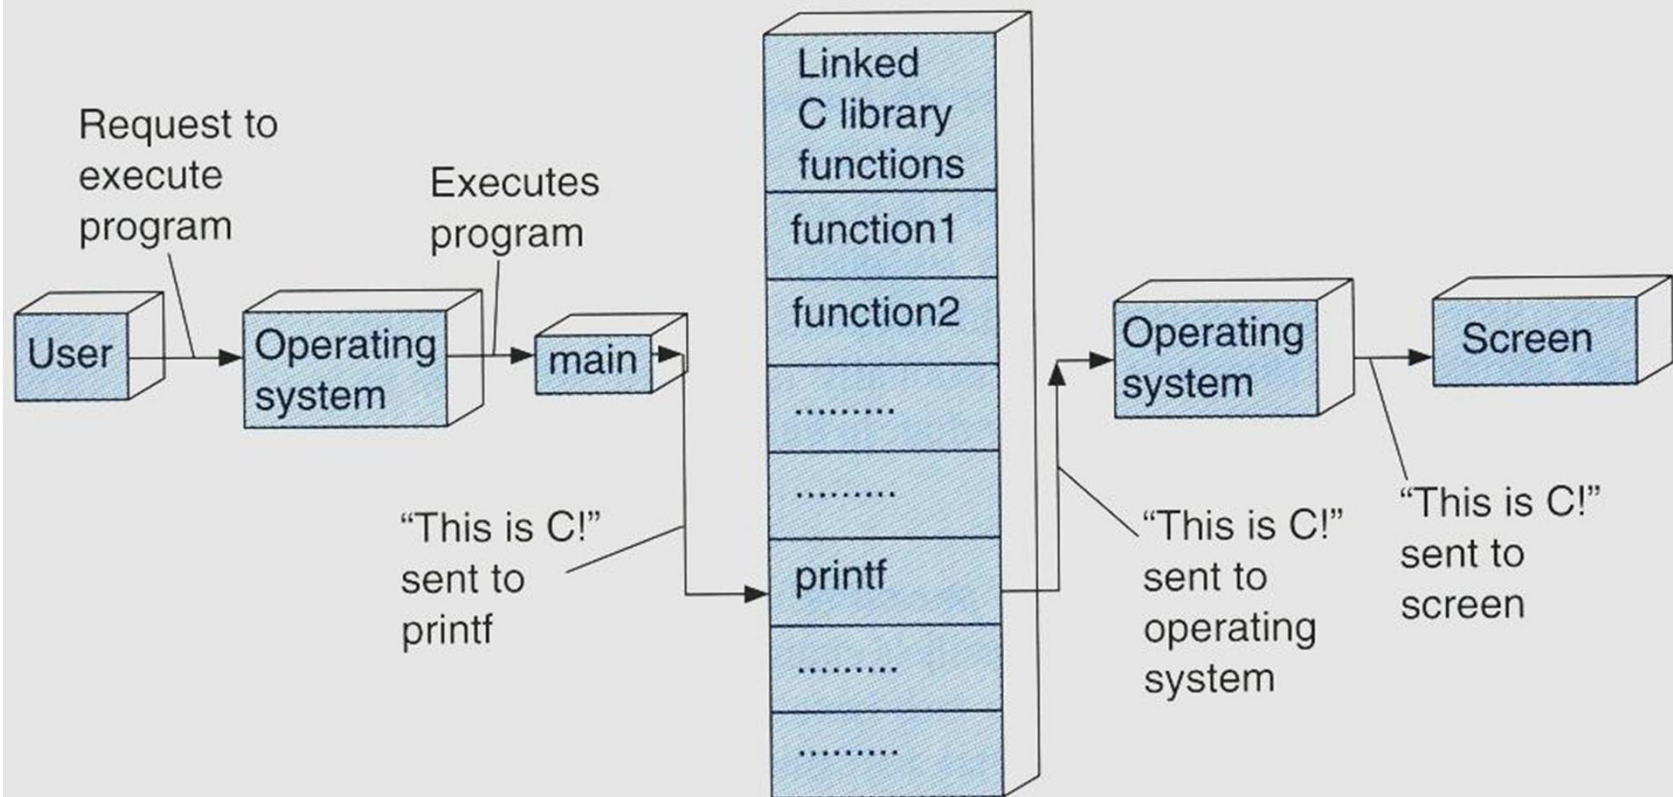 Request to
execute
program
User
Operating
system
Executes
program
main
“This is C!”
sent to
printf
Linked
C library
functions
function1
function2
.........
.........
printf
.........
.........
“This is C!”
sent to
operating
system
Operating
system
“This is C!”
sent to
screen
Screen